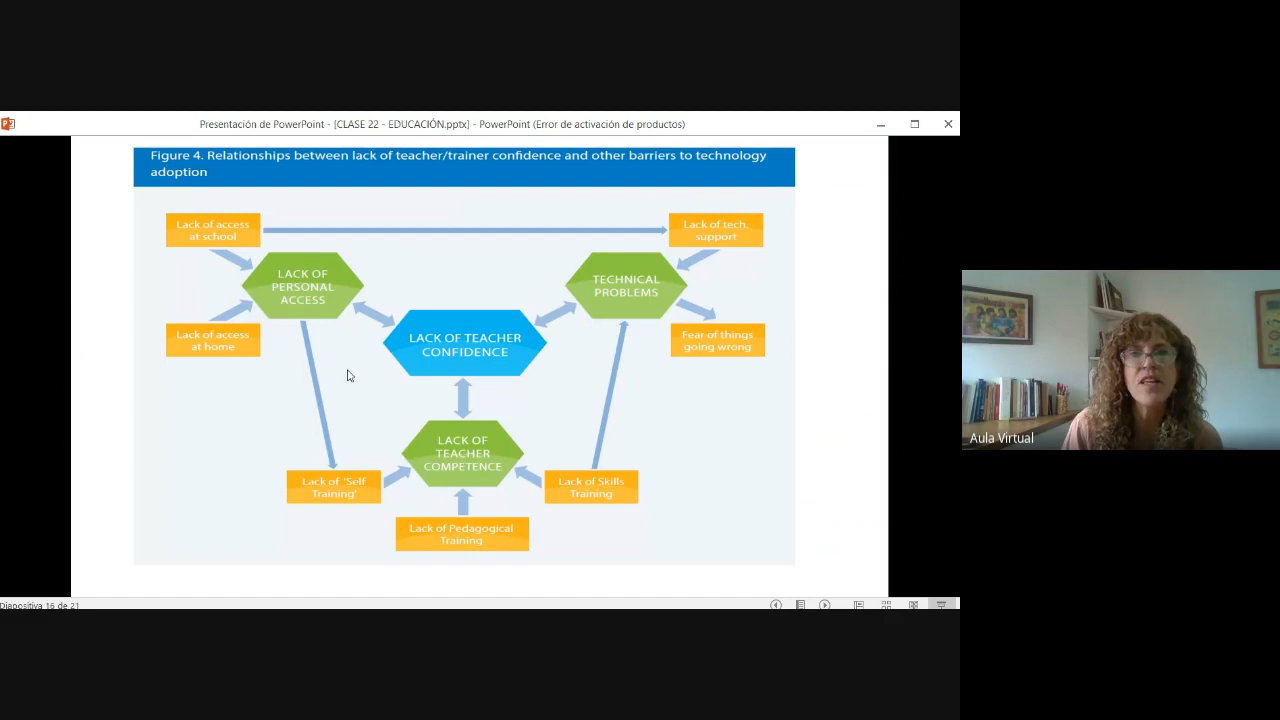 Presentación de PowerPoint - [CLASE 22 - EDUCACIÓN.pptx] - PowerPoint (Error de activación de productos)
Figure 4. Relationships between lack of teacher/trainer confidence and other barriers to technology
adoption
Lack of access
at school
Lack of tech.
support
LACK OF
PERSONAL
ACCESS
TECHNICAL
PROBLEMS
Lack of access
at home
LACK OF TEACHER
CONFIDENCE
Fear of things
going wrong
LACK OF
TEACHER
COMPETENCE
Lack of 'Self
Training'
Lack of Skills
Training
Lack of Pedagogical
Training
Diapositiva 16 de 21
Aula Virtual